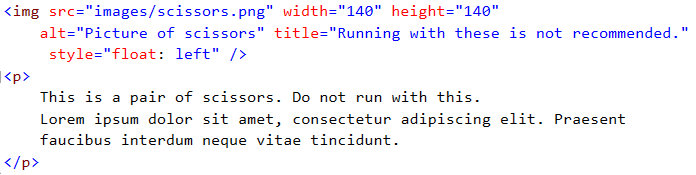 <img src="images/scissors.png" width="140" height="140"
alt="Picture of scissors" title="Running with these is not recommended."
style="float: left" />
<p>
This is a pair of scissors. Do not run with this.
Lorem ipsum dolor sit amet, consectetur adipiscing elit. Praesent
faucibus interdum neque vitae tincidunt.
</p>